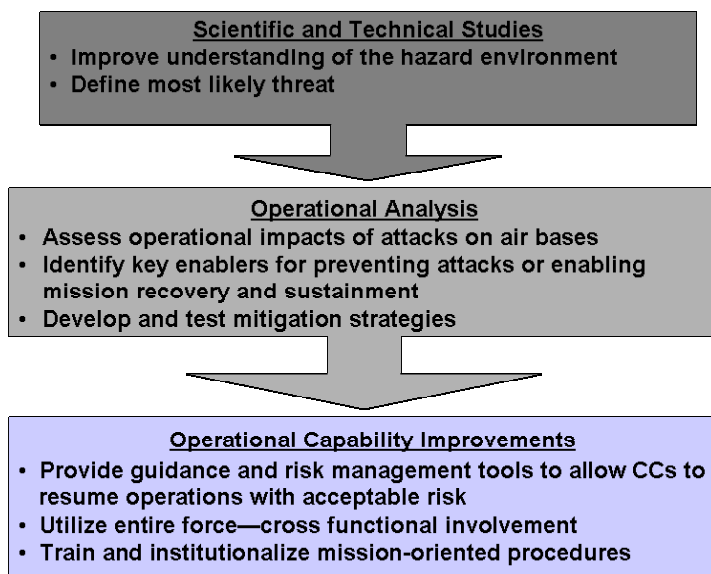 Scientific and Technical Studies
• Improve understanding of the hazard environment
• Define most likely threat
Operational Analysis
• Assess operational impacts of attacks on air bases
• Identify key enablers for preventing attacks or enabling
mission recovery and sustainment
• Develop and test mitigation strategies
Operational Capability Improvements
• Provide guidance and risk management tools to allow CCs to
resume operations with acceptable risk
• Utilize entire force—cross functional involvement
• Train and institutionalize mission-oriented procedures